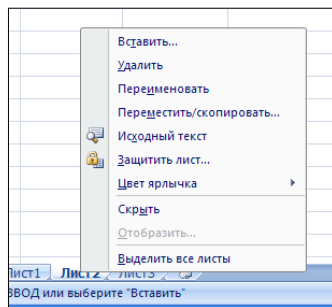 Вставить...
Удалить
Переименовать
Переместить/скопировать...
Исходный текст
Защитить лист...
Цвет ярлычка
Скрыть
Отобразить...
Выделить все листы
Лист1 Лист2 Лист3
ВВОД или выберите "Вставить"